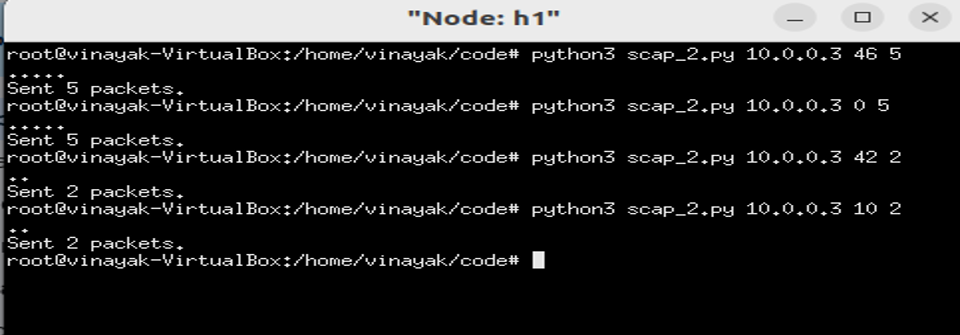 "Node: h1"
root@vinayak-VirtualBox:/home/vinayak/code# python3 scap_2.py 10.0.0.3 46 5
.....
Sent 5 packets.
root@vinayak-VirtualBox:/home/vinayak/code# python3 scap_2.py 10.0.0.3 0 5
.....
Sent 5 packets.
root@vinayak-VirtualBox:/home/vinayak/code# python3 scap_2.py 10.0.0.3 42 2
..
Sent 2 packets.
root@vinayak-VirtualBox:/home/vinayak/code# python3 scap_2.py 10.0.0.3 10 2
..
Sent 2 packets.
root@vinayak-VirtualBox:/home/vinayak/code#